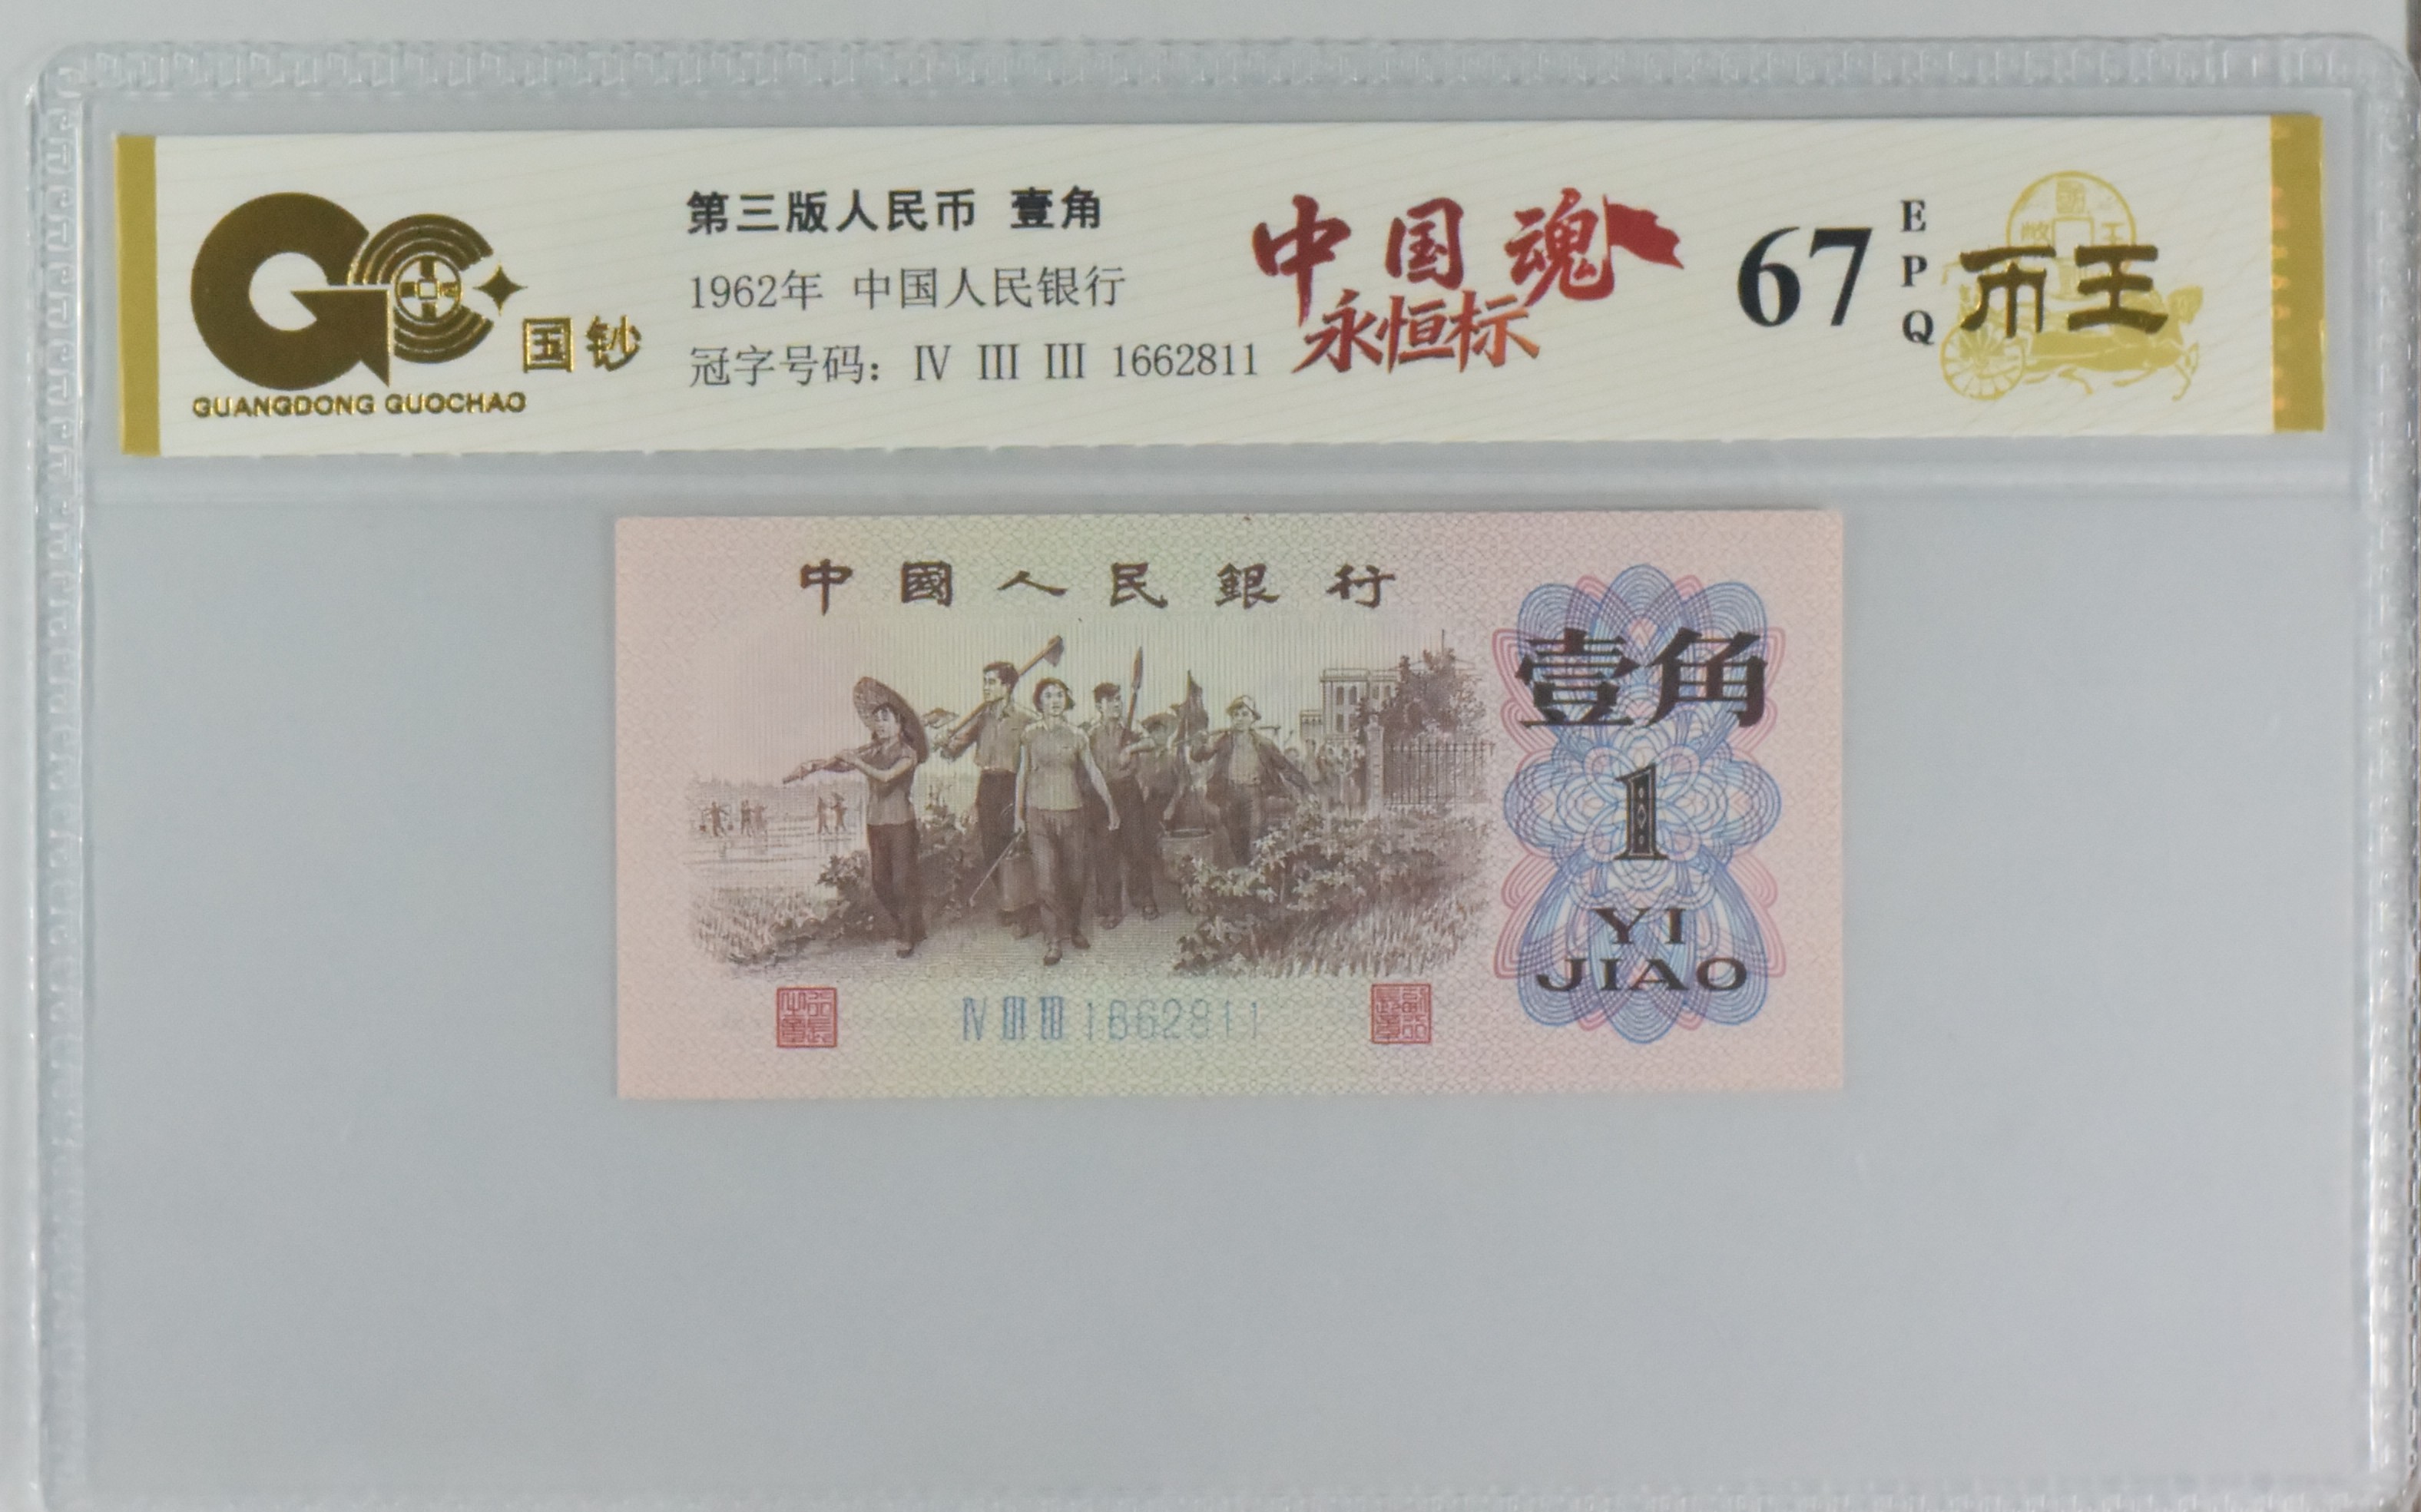 国钞
GUANGDONG GUOCHAO
第三版人民币 壹角
1962年 中国人民银行
冠字号码：Ⅳ Ⅲ Ⅲ 1662811
中国魂
永恒标
67
EPQ
币王
中國人民銀行
壹角
1
YI
JIAO
Ⅳ Ⅲ Ⅲ 1662811